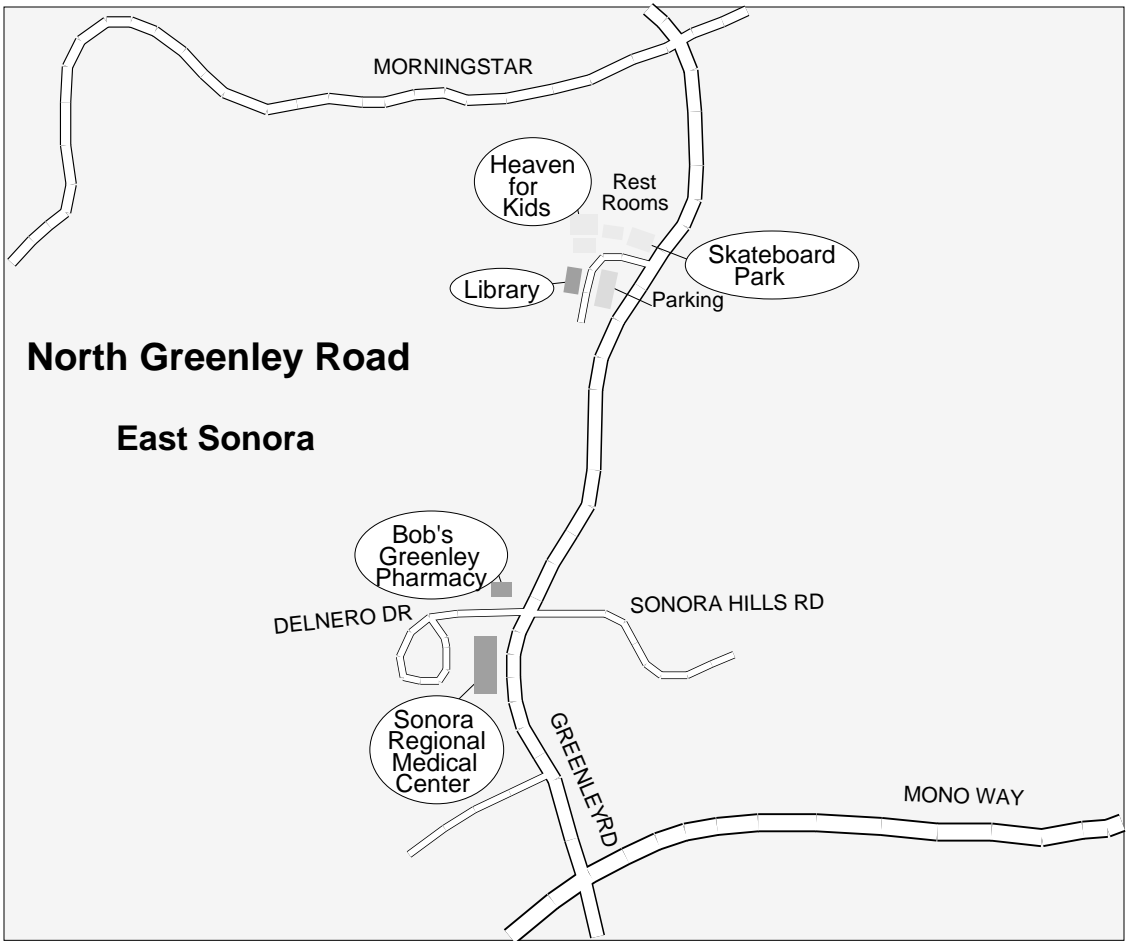 MORNINGSTAR
Heaven
for
Kids
Rest
Rooms
Skateboard
Park
Library
Parking
North Greenley Road
East Sonora
Bob's
Greenley
Pharmacy
DELNERO DR
SONORA HILLS RD
Sonora
Regional
Medical
Center
GREENLEYRD
MONO WAY